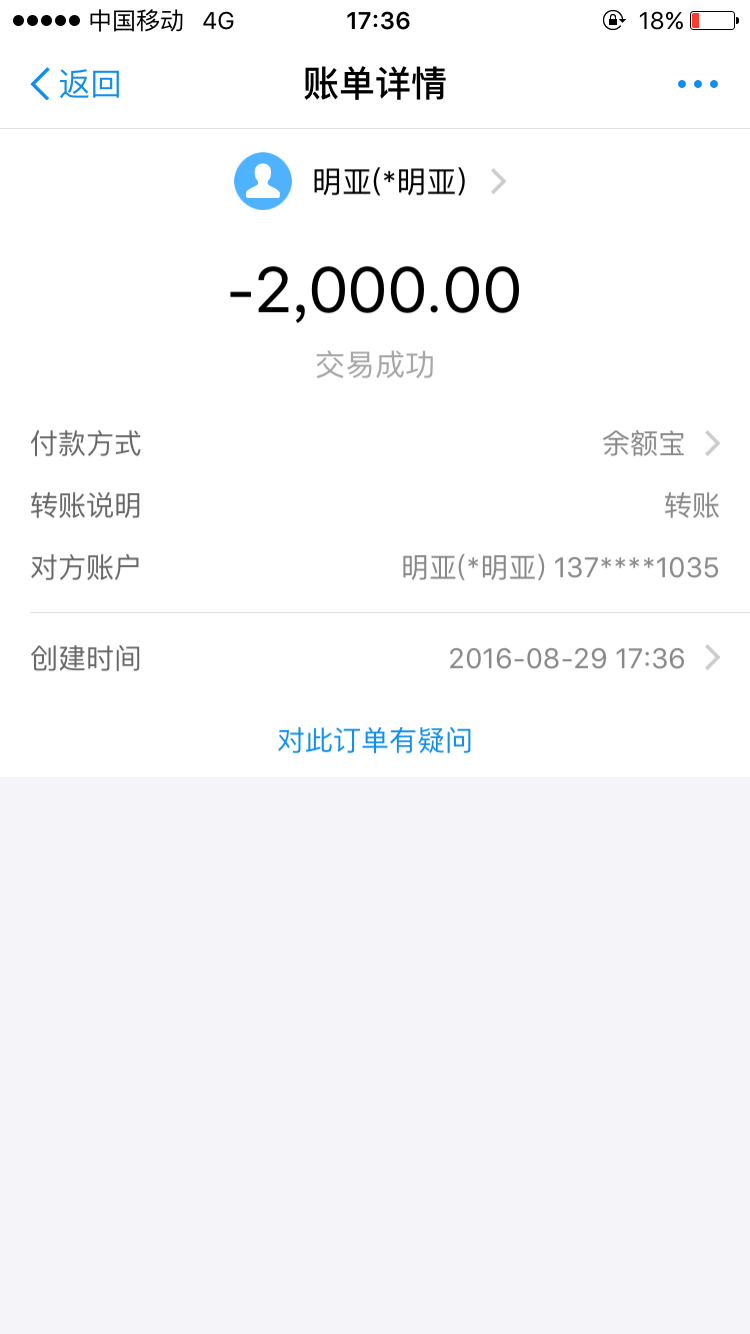 中国移动 4G 17:36 18%
返回 账单详情
明亚(*明亚)
-2,000.00
交易成功
付款方式 余额宝
转账说明 转账
对方账户 明亚(*明亚) 137****1035
创建时间 2016-08-29 17:36
对此订单有疑问